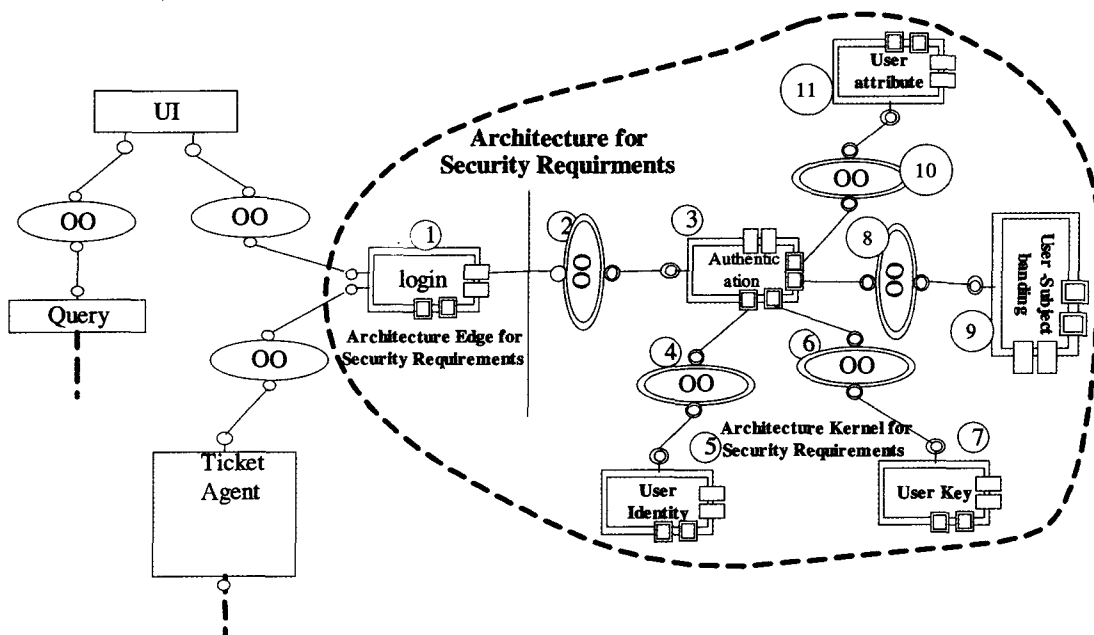 UI
OO
OO
Query
OO
Ticket
Agent
Architecture for
Security Requirments
1
login
Architecture Edge for
Security Requirements
2
OO
3
Authentic
ation
4
OO
5
User
Identity
6
OO
Architecture Kernel for
Security Requirements
7
User Key
8
OO
9
User -Subject
banding
10
OO
11
User
attribute